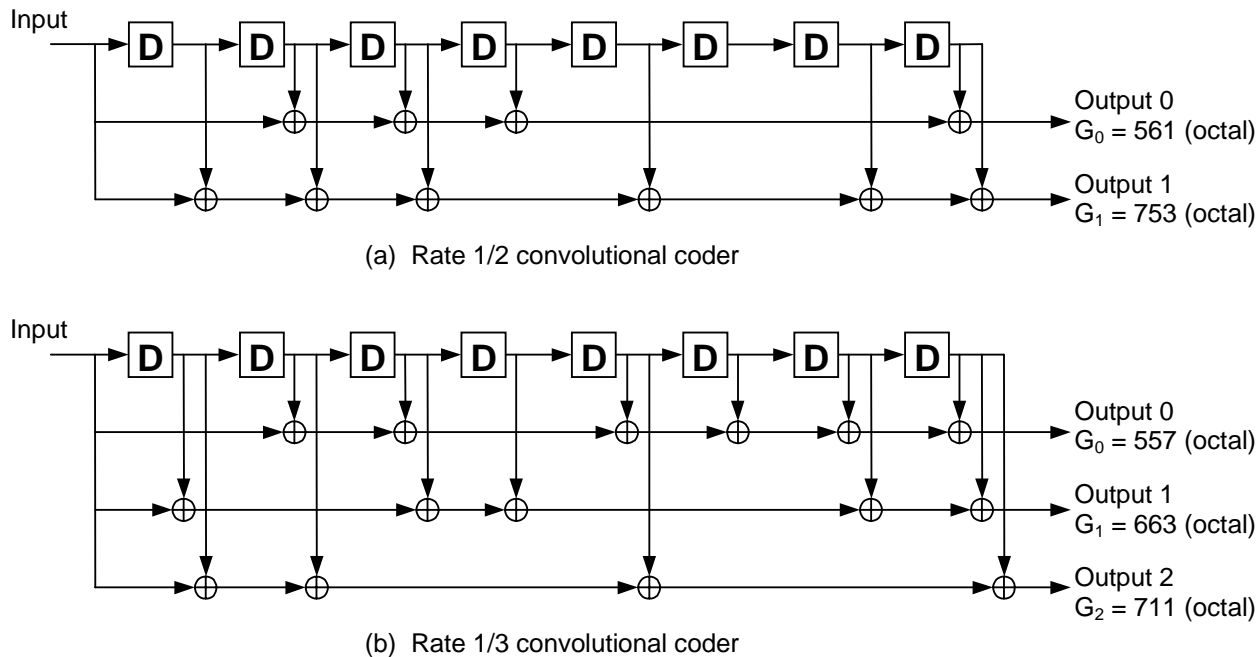 Input
D D D D D D D D
Output 0
G0 = 561 (octal)
Output 1
G1 = 753 (octal)
(a) Rate 1/2 convolutional coder
Input
D D D D D D D D
Output 0
G0 = 557 (octal)
Output 1
G1 = 663 (octal)
Output 2
G2 = 711 (octal)
(b) Rate 1/3 convolutional coder